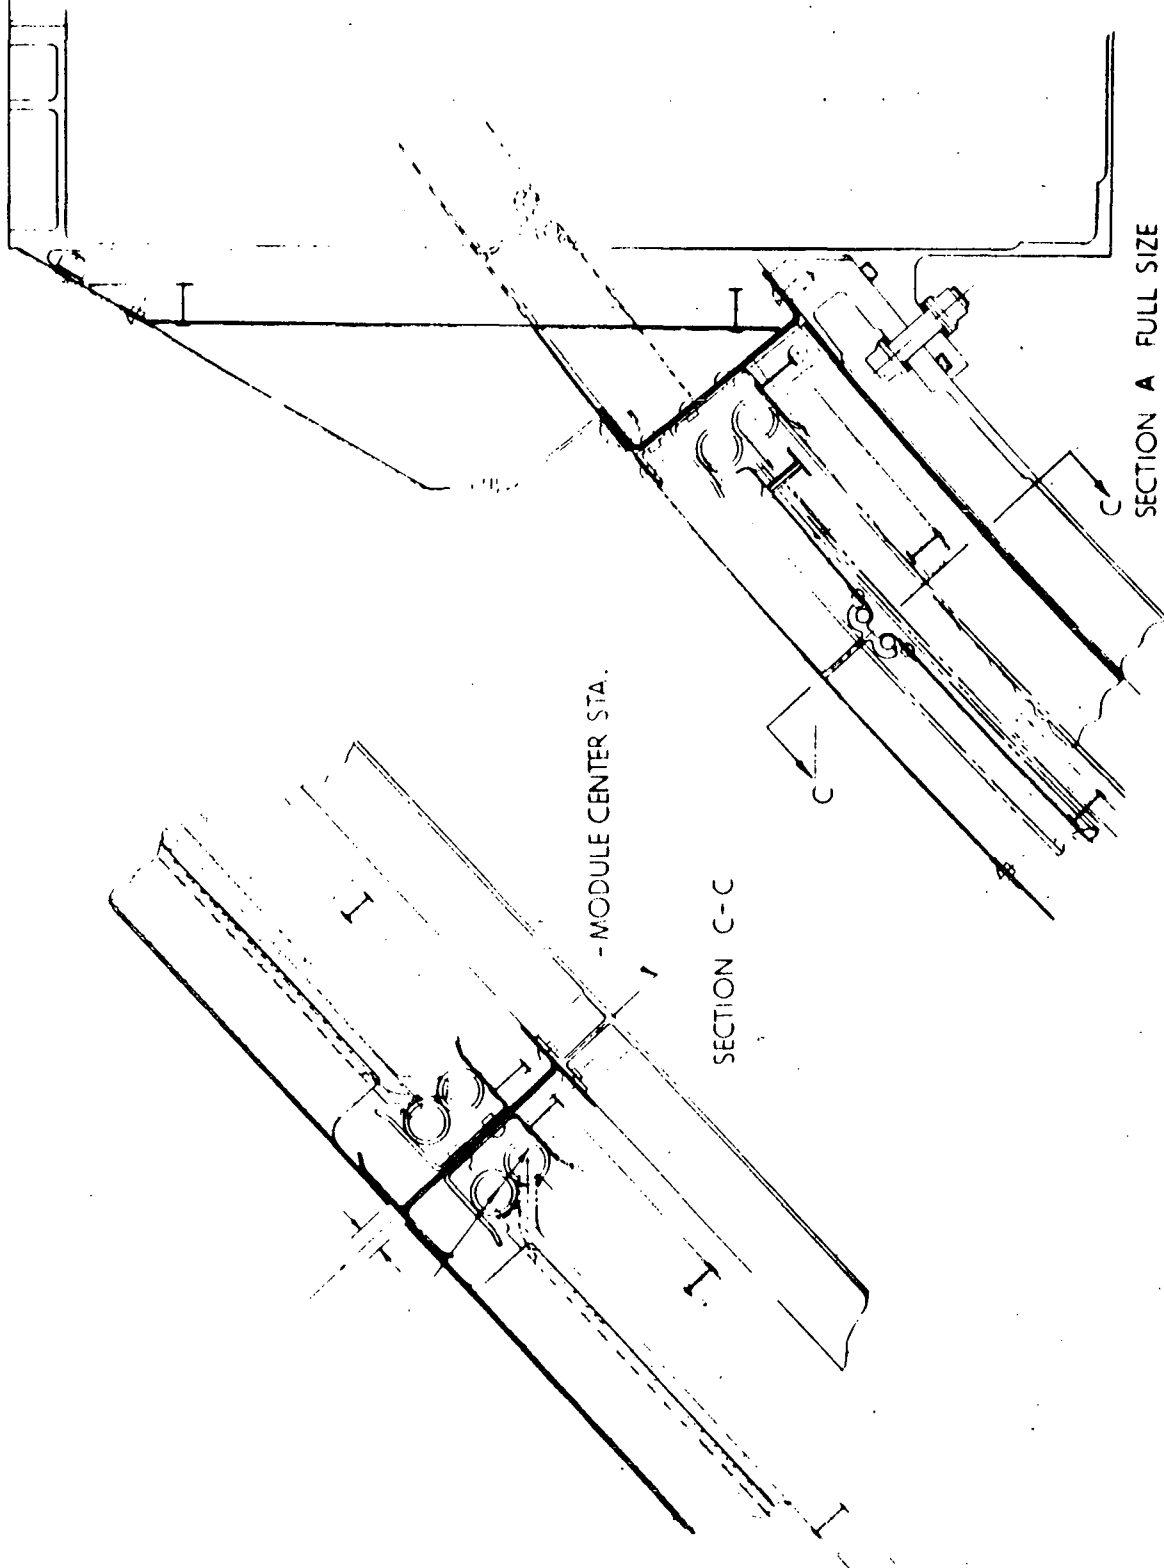 -MODULE CENTER STA.
SECTION C-C
C
C
SECTION A FULL SIZE